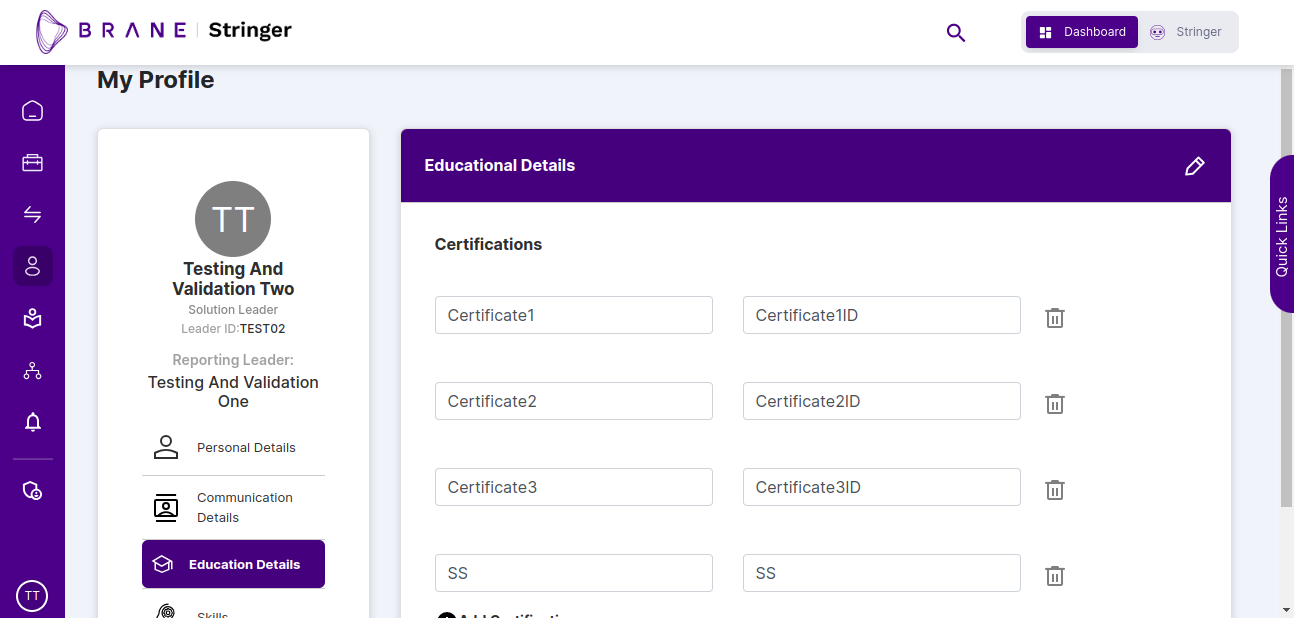 BRANE | Stringer
Dashboard
Stringer
My Profile
TT
Testing And
Validation Two
Solution Leader
Leader ID:TEST02
Reporting Leader:
Testing And Validation
One
Personal Details
Communication
Details
Education Details
Skills
Educational Details
Certifications
Certificate1
Certificate1ID
Certificate2
Certificate2ID
Certificate3
Certificate3ID
SS
SS
Quick Links
TT